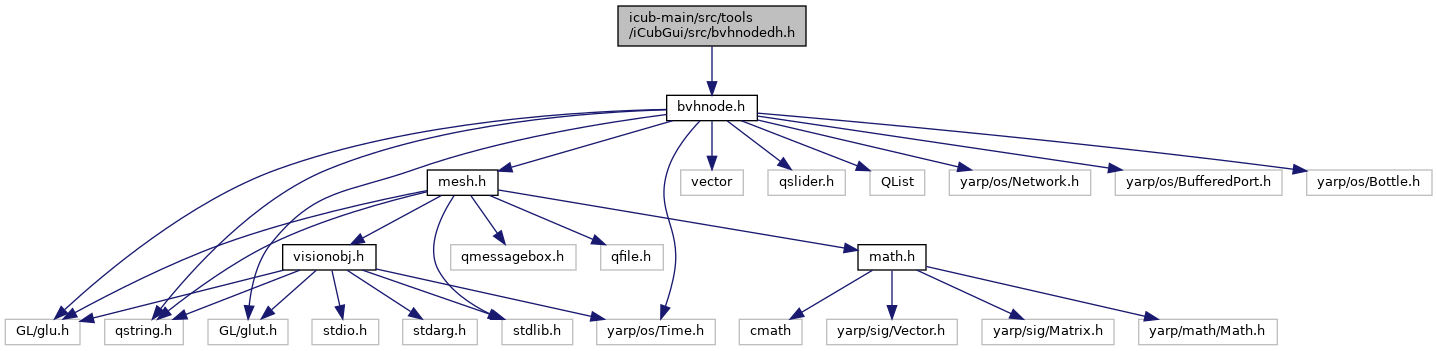 icub-main/src/tools
/iCubGui/src/bvhnodedh.h
bvhnode.h
mesh.h
vector
qslider.h
QList
yarp/os/Network.h
yarp/os/BufferedPort.h
yarp/os/Bottle.h
visionobj.h
qmessagebox.h
qfile.h
math.h
GL/glu.h
qstring.h
GL/glut.h
stdio.h
stdarg.h
stdlib.h
yarp/os/Time.h
cmath
yarp/sig/Vector.h
yarp/sig/Matrix.h
yarp/math/Math.h